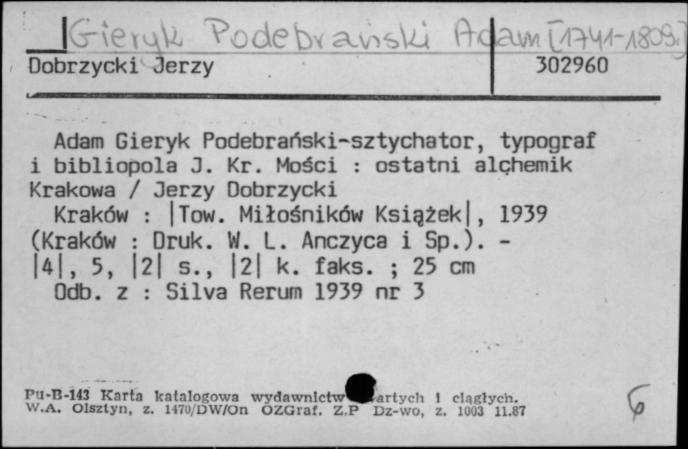 Gieryk Podebrański Adam [1741-1809]
Dobrzycki Jerzy 302960
Adam Gieryk Podebrański-sztychator, typograf
i bibliopola J. Kr. Mości : ostatni alchemik
Krakowa / Jerzy Dobrzycki
Kraków : |Tow. Miłośników Książek|, 1939
(Kraków : Druk. W. L. Anczyca i Sp.). -
|4|, 5, |2| s., |2| k. faks. ; 25 cm
Odb. z : Silva Rerum 1939 nr 3
Pu-B-143 Karta katalogowa wydawnictw artych i ciągłych.
W.A. Olsztyn, z. 1470/DW/On OZGraf. Z.P Dz-wo, z. 1003 11.87
6